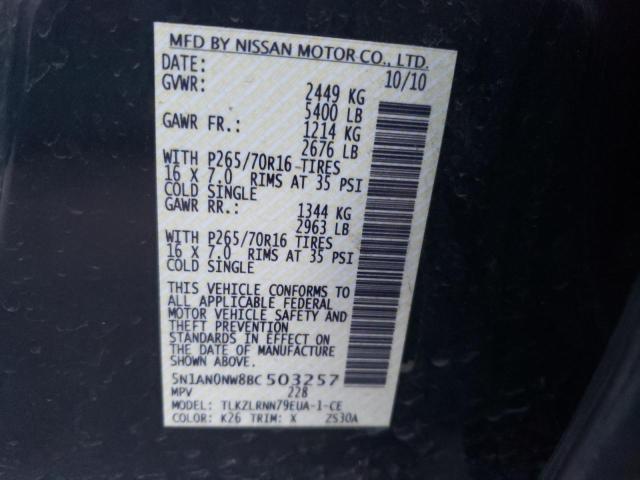 MFD BY NISSAN MOTOR CO., LTD.
DATE: 10/10
GVWR: 2449 KG
5400 LB
GAWR FR.: 1214 KG
2676 LB
WITH P265/70R16 TIRES
16 X 7.0 RIMS AT 35 PSI
COLD SINGLE
GAWR RR.: 1344 KG
2963 LB
WITH P265/70R16 TIRES
16 X 7.0 RIMS AT 35 PSI
COLD SINGLE
THIS VEHICLE CONFORMS TO
ALL APPLICABLE FEDERAL
MOTOR VEHICLE SAFETY AND
THEFT PREVENTION
STANDARDS IN EFFECT ON
THE DATE OF MANUFACTURE
SHOWN ABOVE.
5N1AN0NW8BC503257
MPV 228
MODEL: TLKZLRNN79EUA-1-CE
COLOR: K26 TRIM: X ZS30A